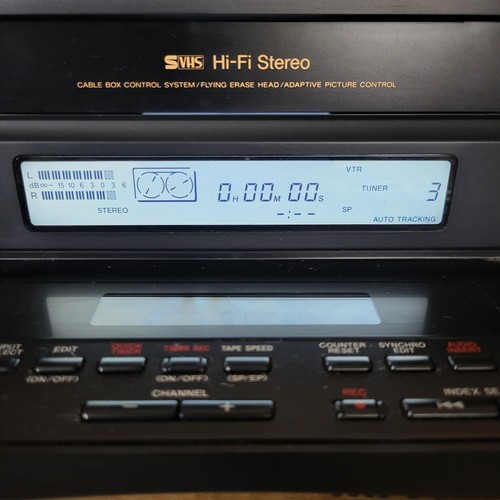 SVHS Hi-Fi Stereo
CABLE BOX CONTROL SYSTEM/FLYING ERASE HEAD/ADAPTIVE PICTURE CONTROL
L
dB∞– 15 10 6 3 0 3 6
R
STEREO
0H 00M 00S
-:--
VTR
TUNER 3
SP
AUTO TRACKING
EDIT
(ON/OFF)
QUICK TIMER
TIMER REC
(ON/OFF)
TAPE SPEED
(SP/EP)
COUNTER RESET
SYNCHRO EDIT
AUDIO INSERT
CHANNEL
– +
REC
INDEX SE